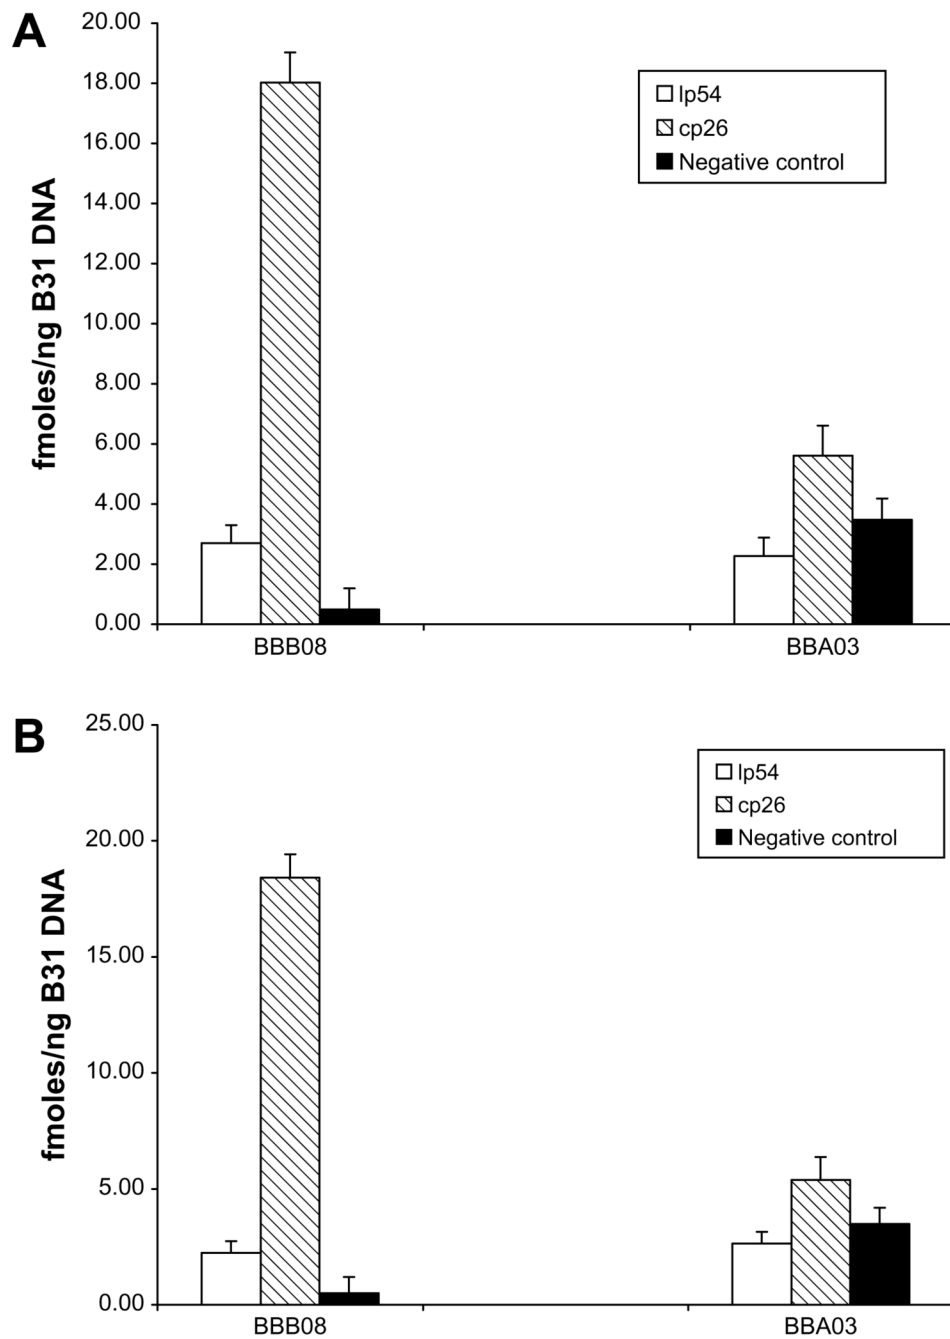 A
20.00
18.00
16.00
14.00
12.00
10.00
8.00
6.00
4.00
2.00
0.00
fmoles/ng B31 DNA
lp54
cp26
Negative control
BBB08
BBA03
B
25.00
20.00
15.00
10.00
5.00
0.00
fmoles/ng B31 DNA
lp54
cp26
Negative control
BBB08
BBA03